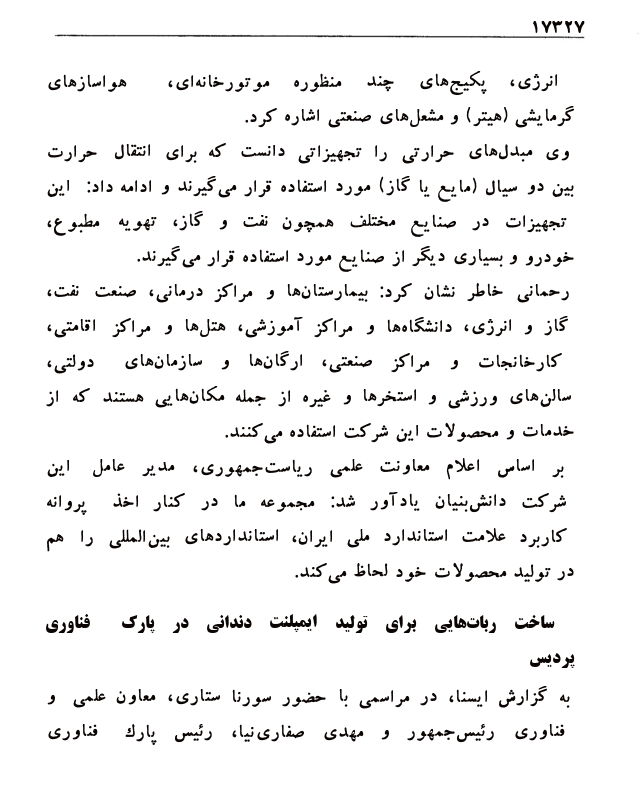 ۱۷۳۲۷
انرژی، پکیج‌های چند منظوره موتورخانه‌ای، هواسازهای
گرمایشی (هیتر) و مشعل‌های صنعتی اشاره کرد.
وی مبدل‌های حرارتی را تجهیزاتی دانست که برای انتقال حرارت
بین دو سیال (مایع یا گاز) مورد استفاده قرار می‌گیرند و ادامه داد: این
تجهیزات در صنایع مختلف همچون نفت و گاز، تهویه مطبوع،
خودرو و بسیاری دیگر از صنایع مورد استفاده قرار می‌گیرند.
رحمانی خاطر نشان کرد: بیمارستان‌ها و مراکز درمانی، صنعت نفت،
گاز و انرژی، دانشگاه‌ها و مراکز آموزشی، هتل‌ها و مراکز اقامتی،
کارخانجات و مراکز صنعتی، ارگان‌ها و سازمان‌های دولتی،
سالن‌های ورزشی و استخرها و غیره از جمله مکان‌هایی هستند که از
خدمات و محصولات این شرکت استفاده می‌کنند.
بر اساس اعلام معاونت علمی ریاست‌جمهوری، مدیر عامل این
شرکت دانش‌بنیان یادآور شد: مجموعه ما در کنار اخذ پروانه
کاربرد علامت استاندارد ملی ایران، استانداردهای بین‌المللی را هم
در تولید محصولات خود لحاظ می‌کند.
ساخت ربات‌هایی برای تولید ایمپلنت دندانی در پارک فناوری
پردیس
به گزارش ایسنا، در مراسمی با حضور سورنا ستاری، معاون علمی و
فناوری رئیس‌جمهور و مهدی صفاری‌نیا، رئیس پارك فناوری